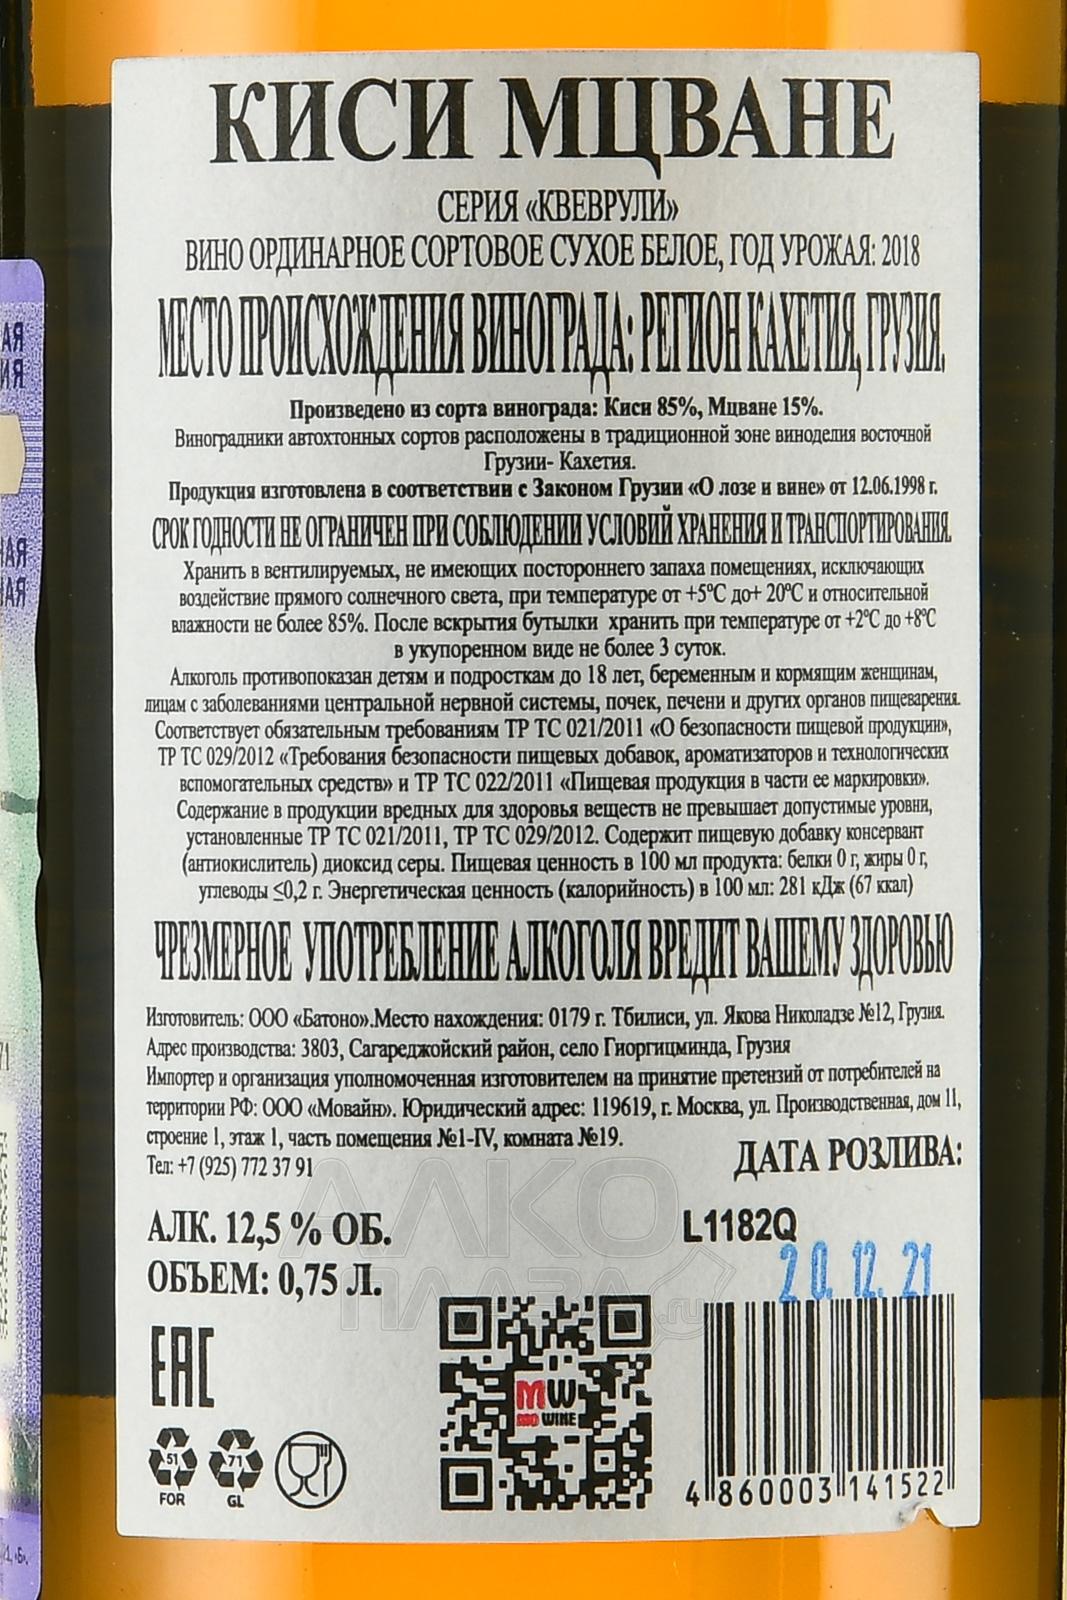 КИСИ МЦВАНЕ
СЕРИЯ «КВЕВРУЛИ»
ВИНО ОРДИНАРНОЕ СОРТОВОЕ СУХОЕ БЕЛОЕ, ГОД УРОЖАЯ: 2018
МЕСТО ПРОИСХОЖДЕНИЯ ВИНОГРАДА: РЕГИОН КАХЕТИЯ, ГРУЗИЯ.
Произведено из сорта винограда: Киси 85%, Мцване 15%.
Виноградники автохтонных сортов расположены в традиционной зоне виноделия восточной
Грузии- Кахетия.
Продукция изготовлена в соответствии с Законом Грузии «О лозе и вине» от 12.06.1998 г.
СРОК ГОДНОСТИ НЕ ОГРАНИЧЕН ПРИ СОБЛЮДЕНИИ УСЛОВИЙ ХРАНЕНИЯ И ТРАНСПОРТИРОВАНИЯ.
Хранить в вентилируемых, не имеющих постороннего запаха помещениях, исключающих
воздействие прямого солнечного света, при температуре от +5°C до+ 20°C и относительной
влажности не более 85%. После вскрытия бутылки хранить при температуре от +2°C до +8°C
в укупоренном виде не более 3 суток.
Алкоголь противопоказан детям и подросткам до 18 лет, беременным и кормящим женщинам,
лицам с заболеваниями центральной нервной системы, почек, печени и других органов пищеварения.
Соответствует обязательным требованиям ТР ТС 021/2011 «О безопасности пищевой продукции»,
ТР ТС 029/2012 «Требования безопасности пищевых добавок, ароматизаторов и технологических
вспомогательных средств» и ТР ТС 022/2011 «Пищевая продукция в части ее маркировки».
Содержание в продукции вредных для здоровья веществ не превышает допустимые уровни,
установленные ТР ТС 021/2011, ТР ТС 029/2012. Содержит пищевую добавку консервант
(антиокислитель) диоксид серы. Пищевая ценность в 100 мл продукта: белки 0 г, жиры 0 г,
углеводы ≤0,2 г. Энергетическая ценность (калорийность) в 100 мл: 281 кДж (67 ккал)
ЧРЕЗМЕРНОЕ УПОТРЕБЛЕНИЕ АЛКОГОЛЯ ВРЕДИТ ВАШЕМУ ЗДОРОВЬЮ
Изготовитель: ООО «Батоно».Место нахождения: 0179 г. Тбилиси, ул. Якова Николадзе №12, Грузия.
Адрес производства: 3803, Сагареджойский район, село Гиоргицминда, Грузия
Импортер и организация уполномоченная изготовителем на принятие претензий от потребителей на
территории РФ: ООО «Мовайн». Юридический адрес: 119619, г. Москва, ул. Производственная, дом 11,
строение 1, этаж 1, часть помещения №1-IV, комната №19.
Тел: +7 (925) 772 37 91
ДАТА РОЗЛИВА:
АЛК. 12,5 % ОБ.
L1182Q
20.12.21
ОБЪЕМ: 0,75 Л.
АЛКО
ПЛАЗА.ru
EAC
MW
WINE
51
FOR
71
GL
4 860003 141522